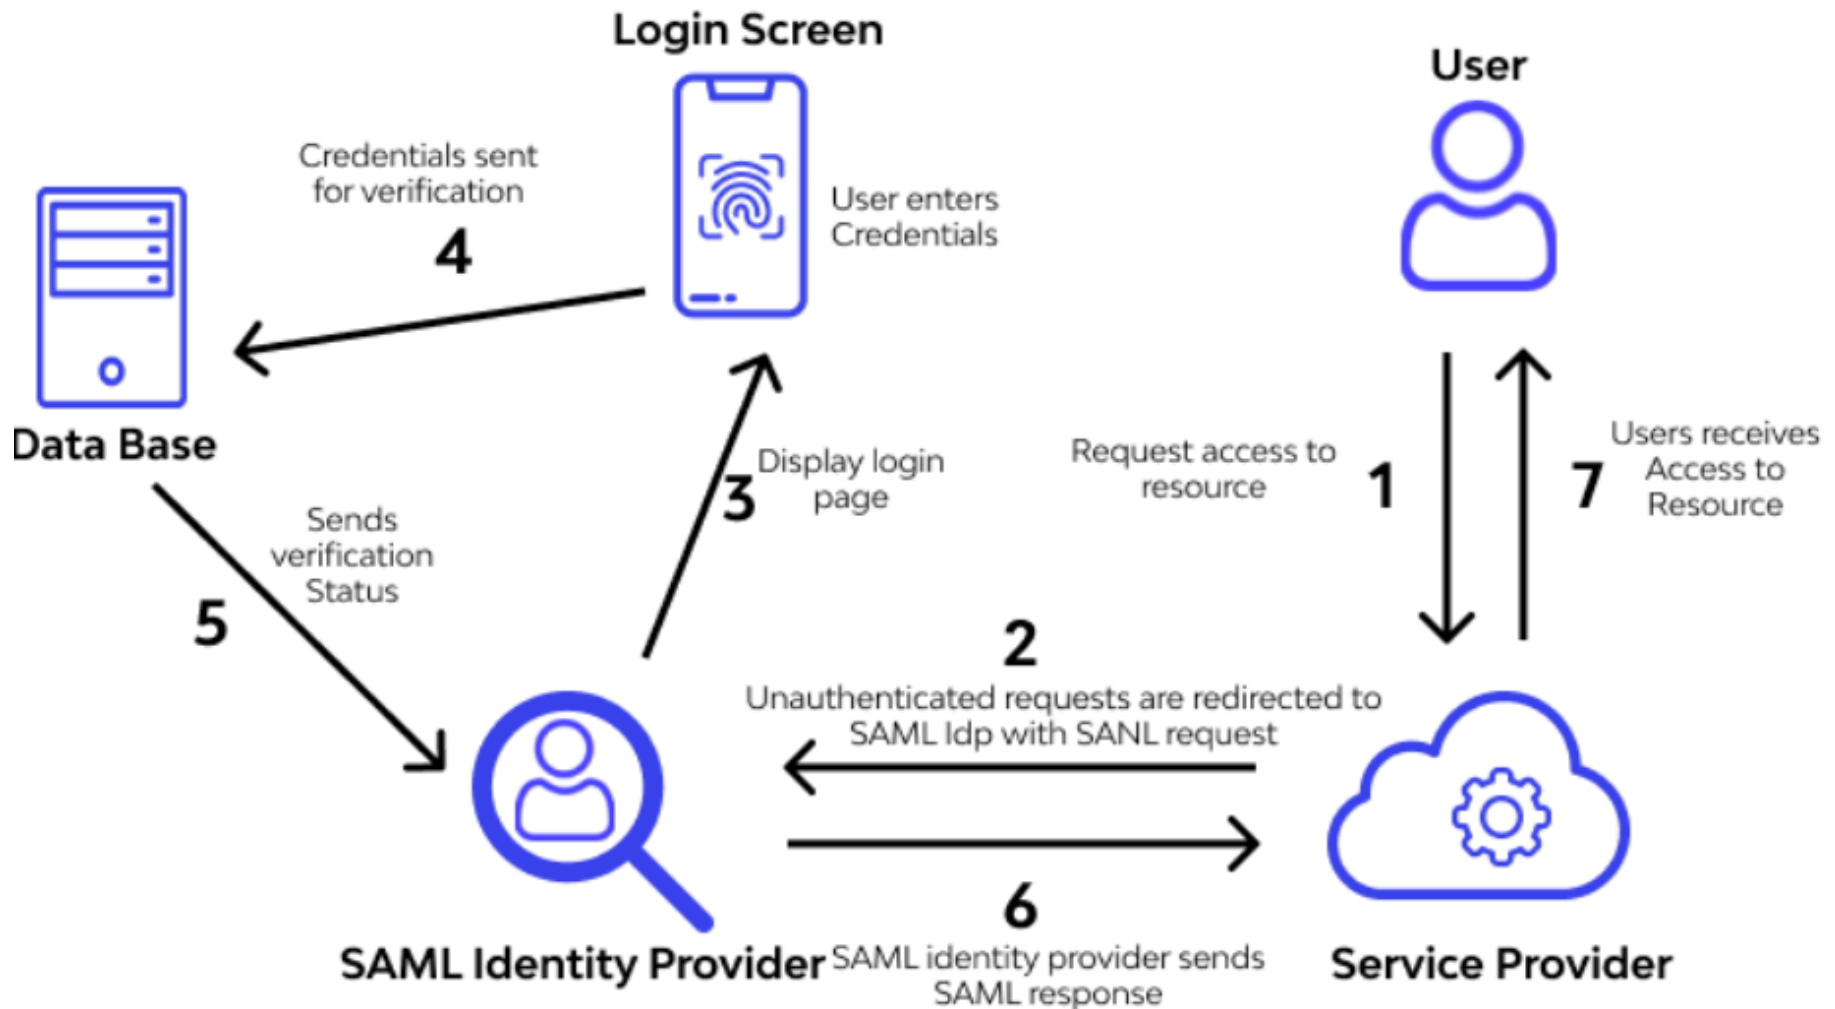 Login Screen
User
Credentials sent
for verification
4
User enters
Credentials
Data Base
3
Display login
page
Request access to
resource
1
7
Users receives
Access to
Resource
Sends
verification
Status
5
2
Unauthenticated requests are redirected to
SAML Idp with SANL request
6
SAML Identity Provider
SAML identity provider sends
SAML response
Service Provider